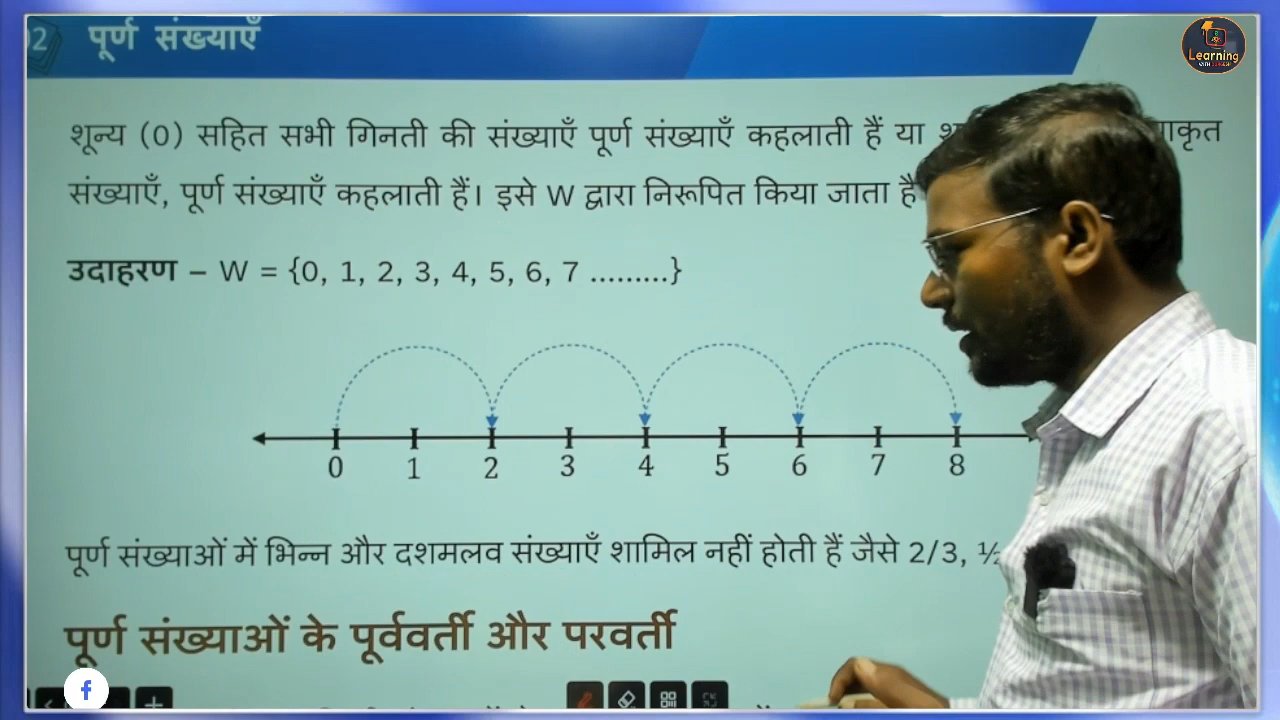 02 पूर्ण संख्याएँ
Learning
शून्य (0) सहित सभी गिनती की संख्याएँ पूर्ण संख्याएँ कहलाती हैं या
संख्याएँ, पूर्ण संख्याएँ कहलाती हैं। इसे W द्वारा निरूपित किया जाता है
उदाहरण – W = {0, 1, 2, 3, 4, 5, 6, 7 .........}
0 1 2 3 4 5 6 7 8
पूर्ण संख्याओं में भिन्न और दशमलव संख्याएँ शामिल नहीं होती हैं जैसे 2/3, ½
पूर्ण संख्याओं के पूर्ववर्ती और परवर्ती
f